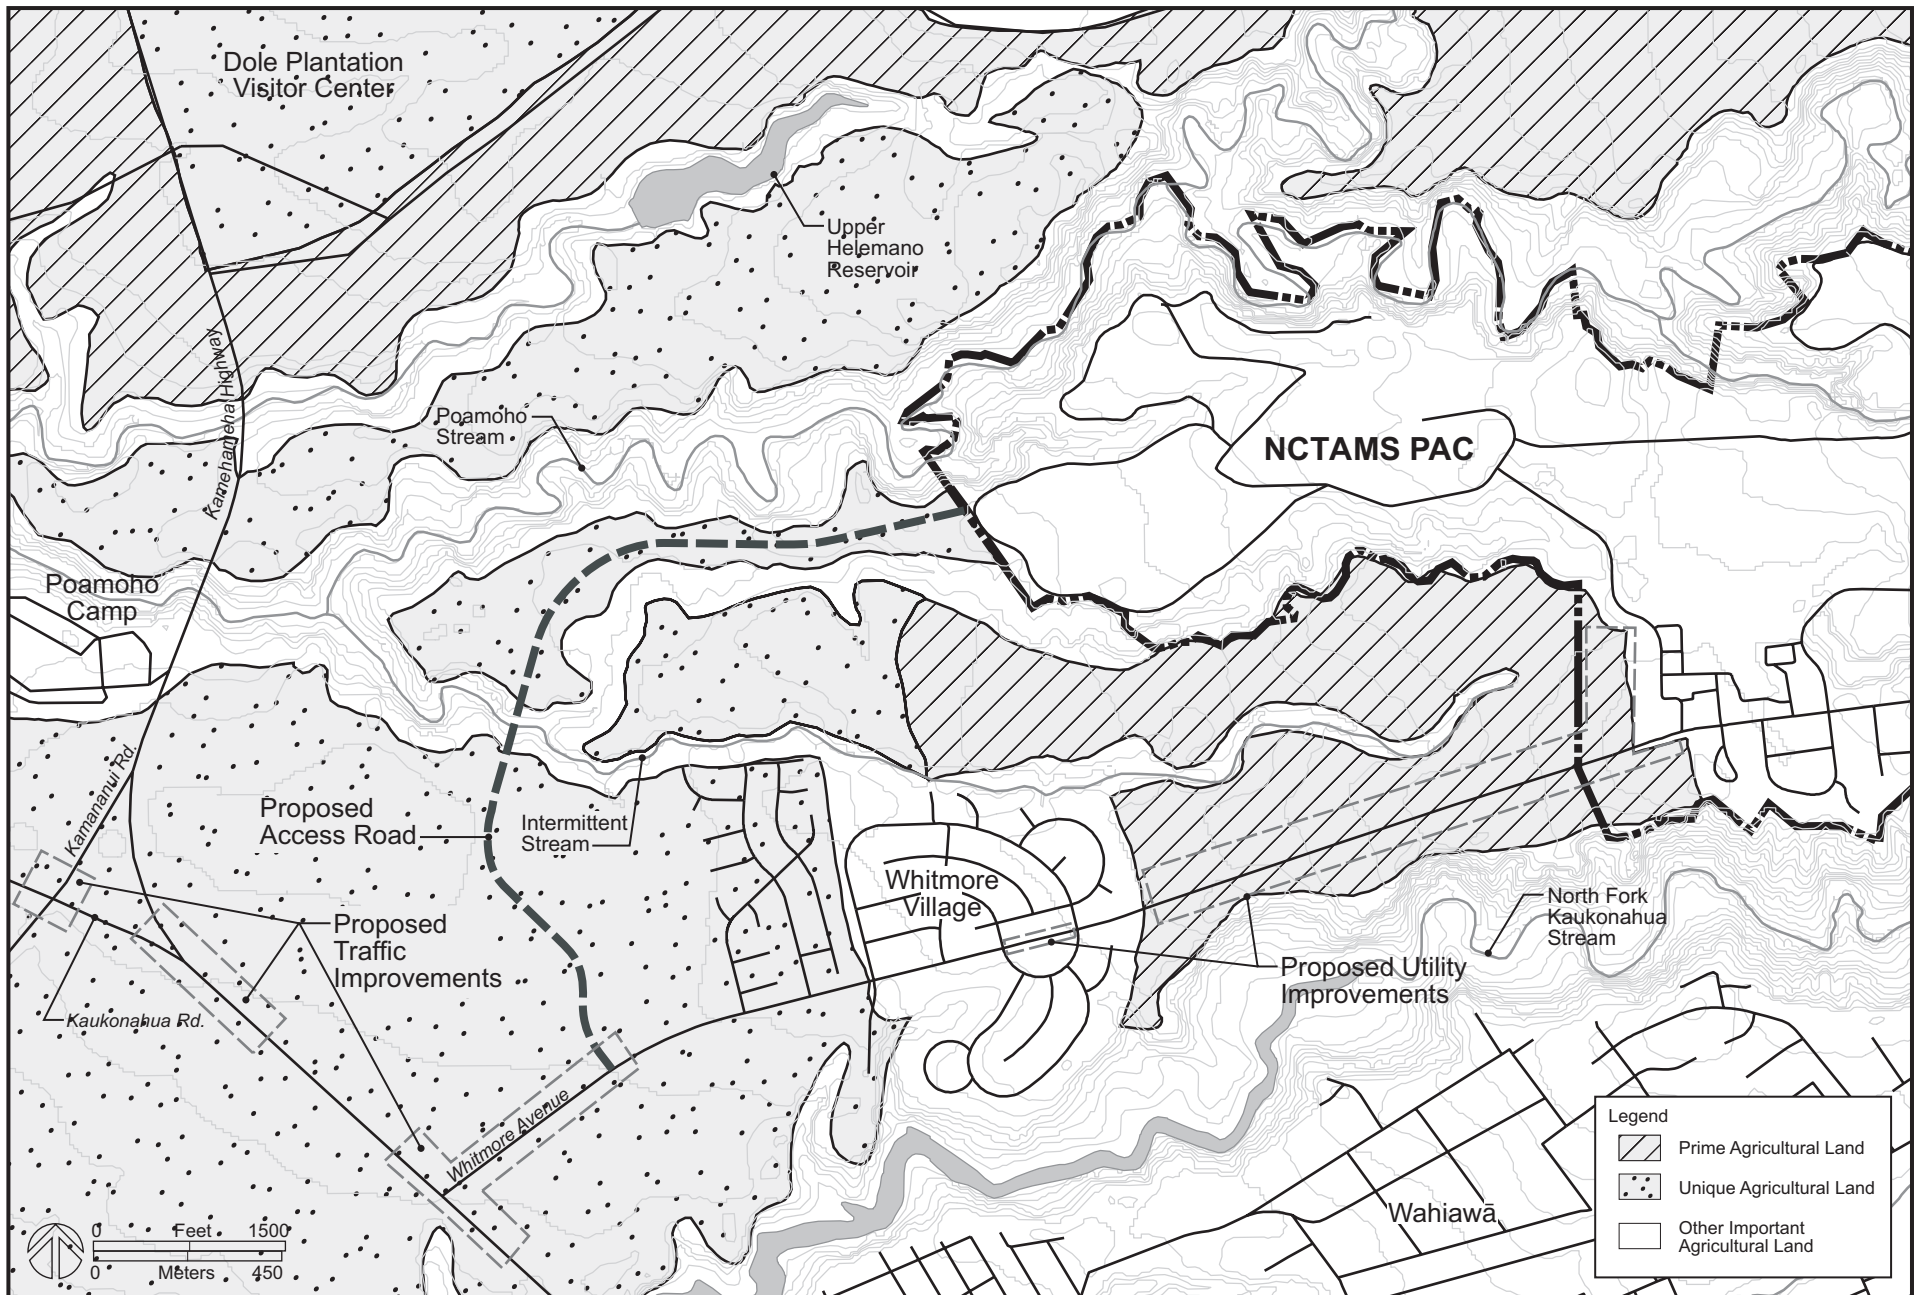 Dole Plantation
Visitor Center
Upper
Helemano
Reservoir
Kamehameha Highway
Poamoho
Stream
NCTAMS PAC
Poamoho
Camp
Kamananui Rd.
Proposed
Access Road
Intermittent
Stream
Whitmore
Village
North Fork
Kaukonahua
Stream
Proposed
Traffic
Improvements
Proposed Utility
Improvements
Kaukonahua Rd.
Whitmore Avenue
Wahiawā
Legend
Prime Agricultural Land
Unique Agricultural Land
Other Important
Agricultural Land
0 Feet 1500
0 Meters 450